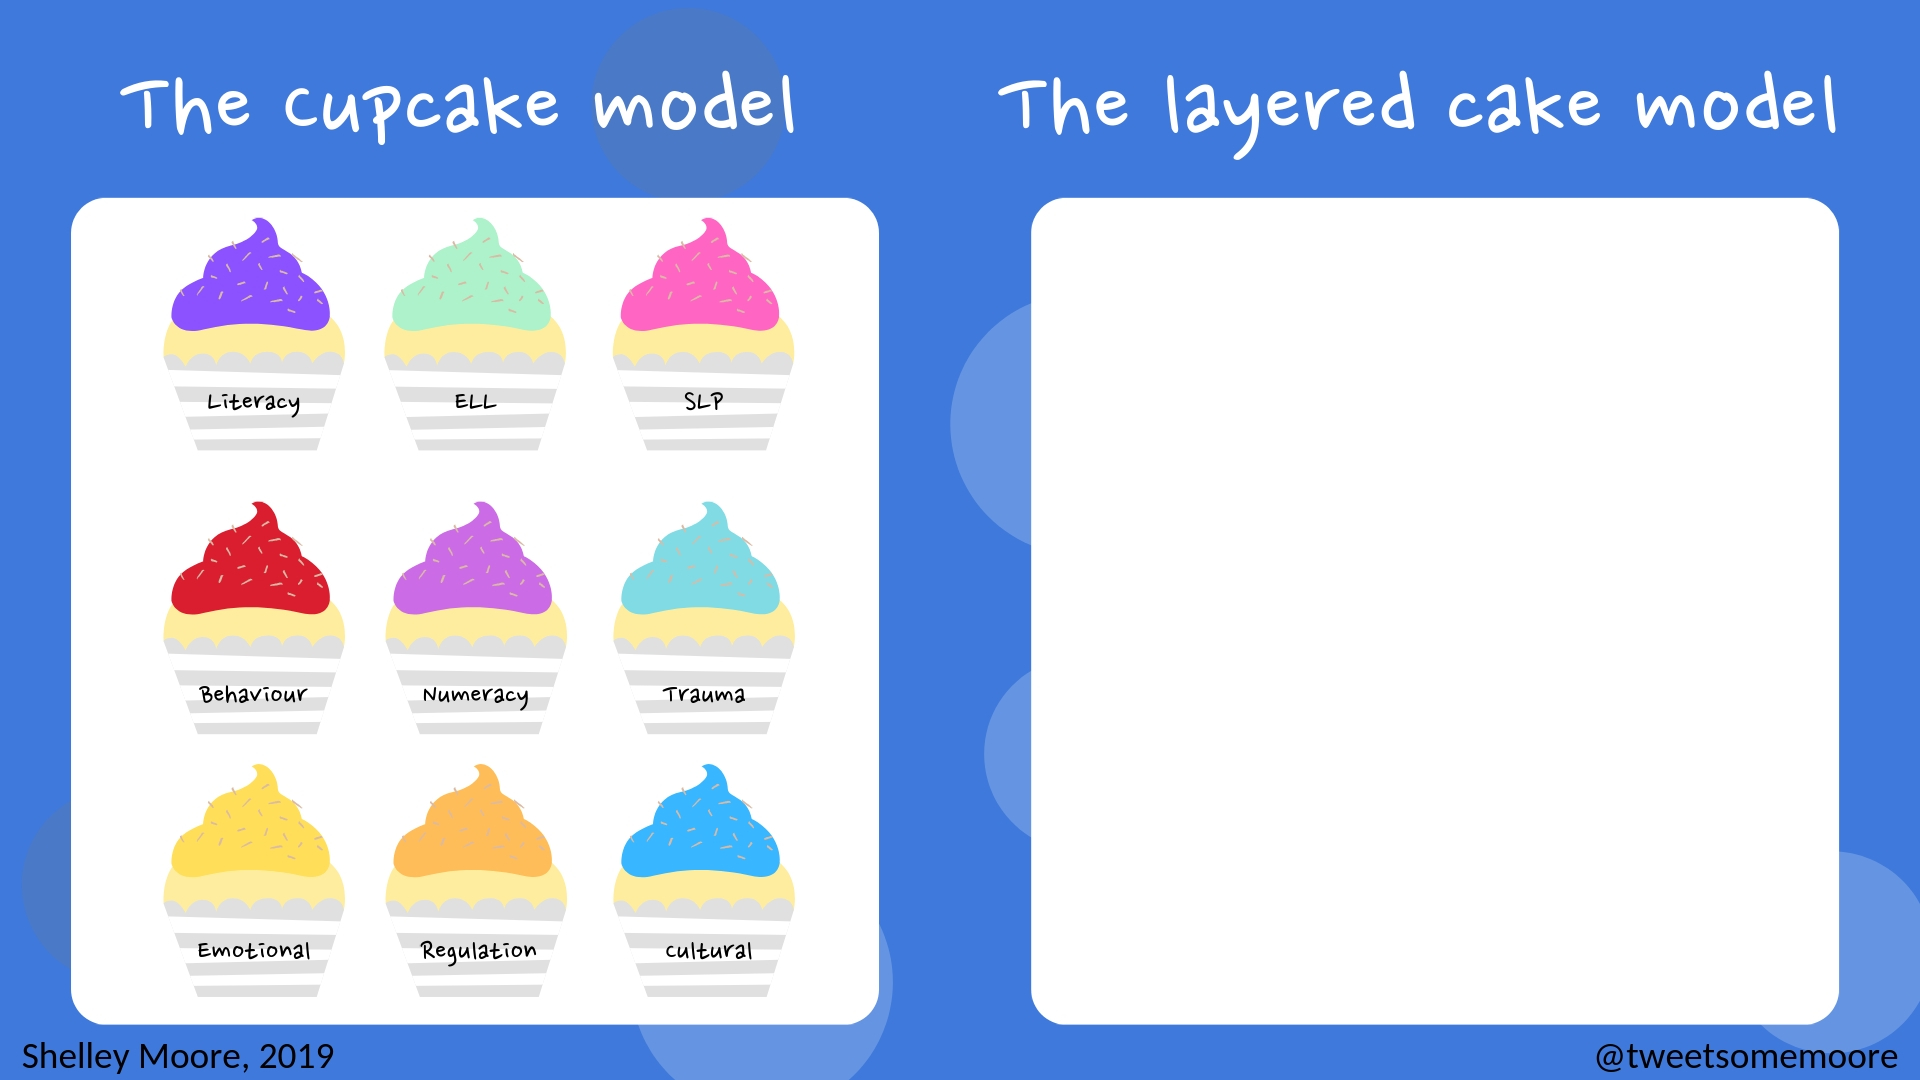 The cupcake model
The layered cake model
Literacy
ELL
SLP
Behaviour
Numeracy
Trauma
Emotional
Regulation
cultural
Shelley Moore, 2019
@tweetsomemoore